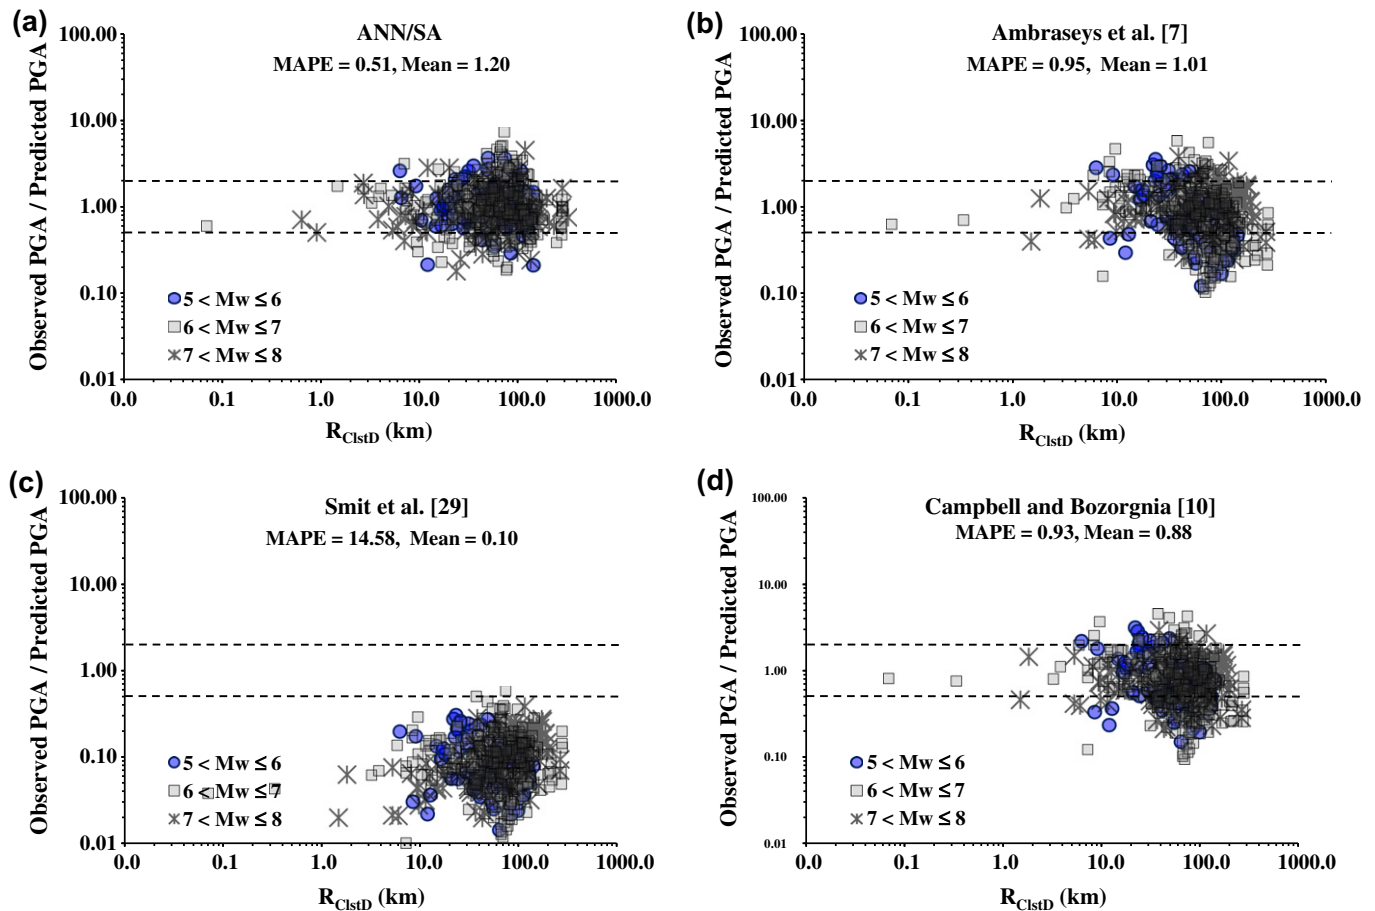 (a)
ANN/SA
MAPE = 0.51, Mean = 1.20
Observed PGA / Predicted PGA
100.00
10.00
1.00
0.10
0.01
5 < Mw ≤ 6
6 < Mw ≤ 7
7 < Mw ≤ 8
0.0 0.1 1.0 10.0 100.0 1000.0
R_ClstD (km)
(b)
Ambraseys et al. [7]
MAPE = 0.95, Mean = 1.01
Observed PGA / Predicted PGA
100.00
10.00
1.00
0.10
0.01
5 < Mw ≤ 6
6 < Mw ≤ 7
7 < Mw ≤ 8
0.0 0.1 1.0 10.0 100.0 1000.0
R_ClstD (km)
(c)
Smit et al. [29]
MAPE = 14.58, Mean = 0.10
Observed PGA / Predicted PGA
100.00
10.00
1.00
0.10
0.01
5 < Mw ≤ 6
6 < Mw ≤ 7
7 < Mw ≤ 8
0.0 0.1 1.0 10.0 100.0 1000.0
R_ClstD (km)
(d)
Campbell and Bozorgnia [10]
MAPE = 0.93, Mean = 0.88
Observed PGA / Predicted PGA
100.00
10.00
1.00
0.10
0.01
5 < Mw ≤ 6
6 < Mw ≤ 7
7 < Mw ≤ 8
0.0 0.1 10.0 100.0 1000.0
R_ClstD (km)